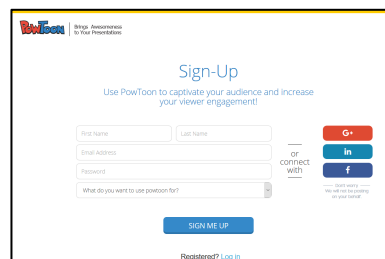 PowToon
Brings Awesomeness
to Your Presentations
Sign-Up
Use PowToon to captivate your audience and increase
your viewer engagement!
First Name
Last Name
Email Address
Password
What do you want to use powtoon for?
or
connect
with
G+
in
f
Don't worry
We will not be posting
on your behalf
SIGN ME UP
Registered? Log in